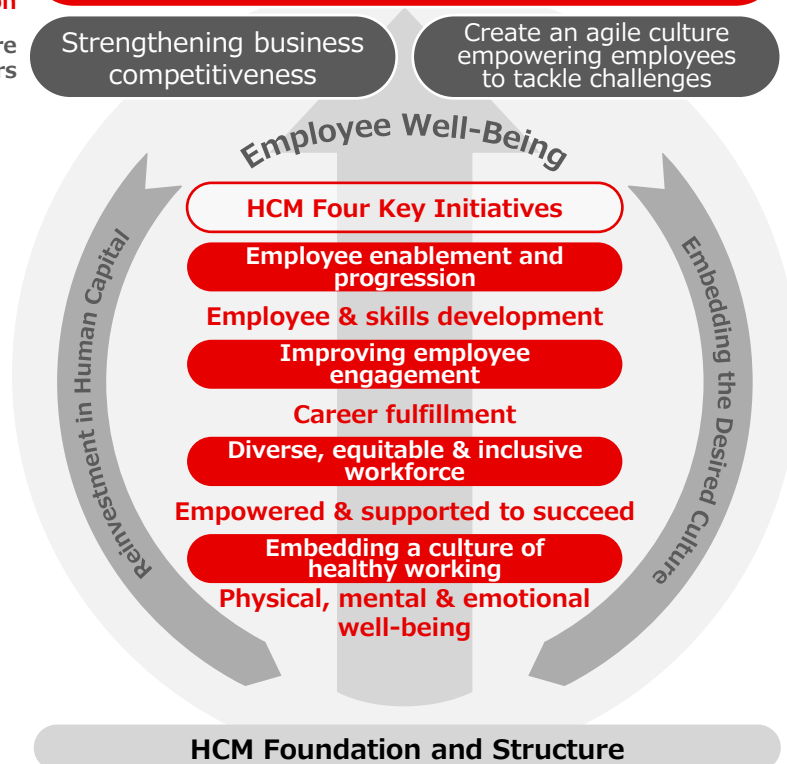 on
re
rs
Strengthening business
competitiveness
Create an agile culture
empowering employees
to tackle challenges
Employee Well-Being
HCM Four Key Initiatives
Employee enablement and
progression
Employee & skills development
Improving employee
engagement
Career fulfillment
Diverse, equitable & inclusive
workforce
Empowered & supported to succeed
Embedding a culture of
healthy working
Physical, mental & emotional
well-being
Reinvestment in Human Capital
Embedding the Desired Culture
HCM Foundation and Structure